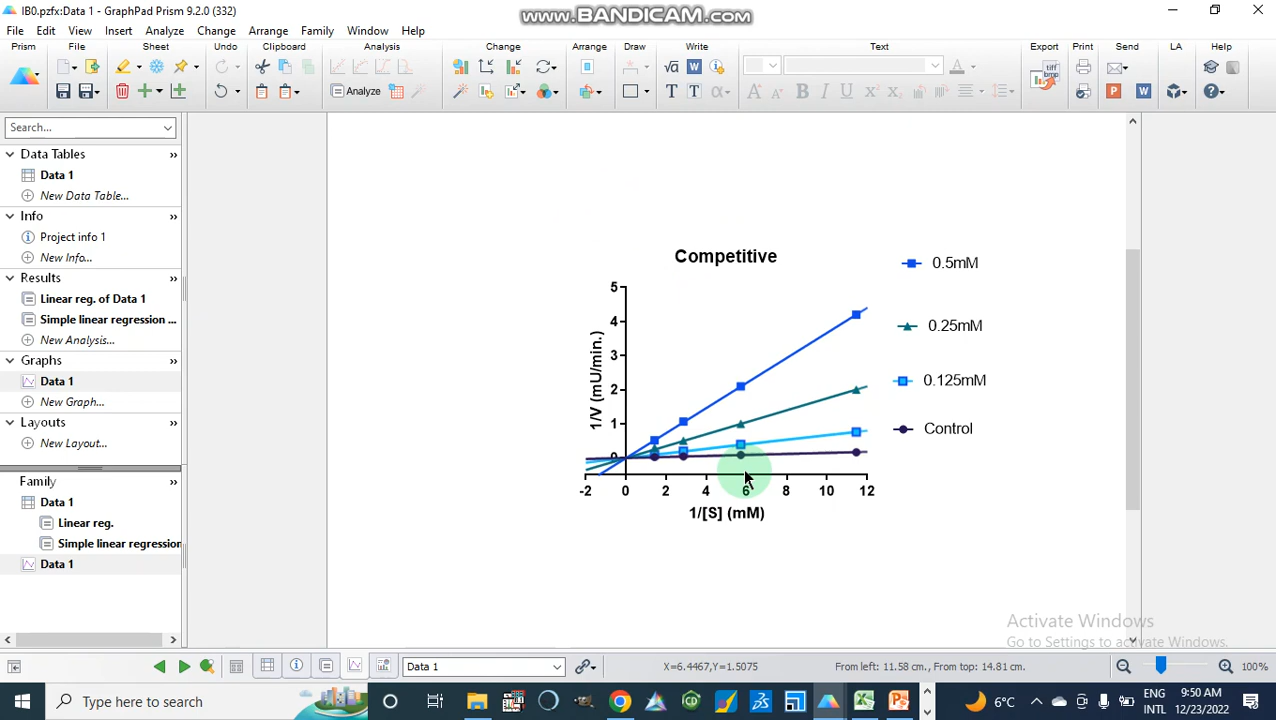 IB0.pzfx:Data 1 - GraphPad Prism 9.2.0 (332)
www.BANDICAM.com
File Edit View Insert Analyze Change Arrange Family Window Help
Prism File Sheet Undo Clipboard Analysis Change Arrange Draw Write Text Export Print Send LA Help
Analyze
Search...
Data Tables
Data 1
New Data Table...
Info
Project info 1
New Info...
Results
Linear reg. of Data 1
Simple linear regression ...
New Analysis...
Graphs
Data 1
New Graph...
Layouts
New Layout...
Family
Data 1
Linear reg.
Simple linear regression
Data 1
Competitive
1/V (mU/min.)
5
4
3
2
1
0
-2 0 2 4 6 8 10 12
1/[S] (mM)
0.5mM
0.25mM
0.125mM
Control
Activate Windows
Go to Settings to activate Windows.
Data 1
X=6.4467,Y=1.5075
From left: 11.58 cm., From top: 14.81 cm.
100%
Type here to search
6°C
ENG
INTL
9:50 AM
12/23/2022